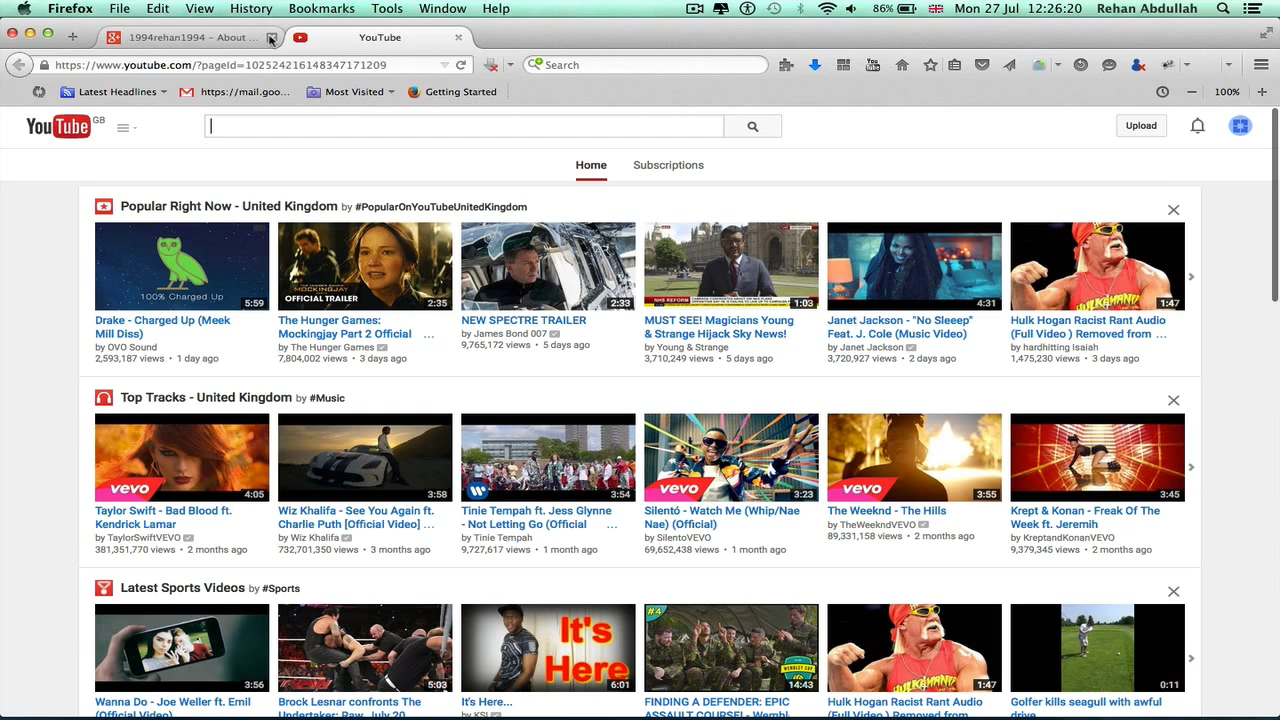 Firefox File Edit View History Bookmarks Tools Window Help 86% Mon 27 Jul 12:26:20 Rehan Abdullah
1994rehan1994 - About ... YouTube
https://www.youtube.com/?pageId=102524216148347171209 Search
Latest Headlines https://mail.goo... Most Visited Getting Started 100%
YouTube GB Upload
Home Subscriptions
Popular Right Now - United Kingdom by #PopularOnYouTubeUnitedKingdom
100% Charged Up 5:59
THE HUNGER GAMES MOCKINGJAY OFFICIAL TRAILER 2:35
2:33
NHS REFORM 1:03
4:31
HULKAMANIA 1:47
Drake - Charged Up (Meek Mill Diss)
by OVO Sound
2,593,187 views • 1 day ago
The Hunger Games: Mockingjay Part 2 Official ...
by The Hunger Games
7,804,002 views • 3 days ago
NEW SPECTRE TRAILER
by James Bond 007
9,765,172 views • 5 days ago
MUST SEE! Magicians Young & Strange Hijack Sky News!
by Young & Strange
3,710,249 views • 5 days ago
Janet Jackson - "No Sleeep" Feat. J. Cole (Music Video)
by Janet Jackson
3,720,927 views • 2 days ago
Hulk Hogan Racist Rant Audio (Full Video ) Removed from ...
by hardhitting Isaiah
1,475,230 views • 3 days ago
Top Tracks - United Kingdom by #Music
vevo 4:05
3:58
3:54
vevo 3:23
vevo 3:55
3:45
Taylor Swift - Bad Blood ft. Kendrick Lamar
by TaylorSwiftVEVO
381,351,770 views • 2 months ago
Wiz Khalifa - See You Again ft. Charlie Puth [Official Video] ...
by Wiz Khalifa
732,701,350 views • 3 months ago
Tinie Tempah ft. Jess Glynne - Not Letting Go (Official ...
by Tinie Tempah
9,727,617 views • 1 month ago
Silentó - Watch Me (Whip/Nae Nae) (Official)
by SilentoVEVO
69,652,438 views • 1 month ago
The Weeknd - The Hills
by TheWeekndVEVO
89,331,158 views • 2 months ago
Krept & Konan - Freak Of The Week ft. Jeremih
by KreptandKonanVEVO
9,379,345 views • 2 months ago
Latest Sports Videos by #Sports
3:56
5:03
It's Here 6:01
#4 WEMBLEY CUP 14:43
HULKAMANIA 1:47
0:11
Wanna Do - Joe Weller ft. Emil (Official Video)
Brock Lesnar confronts the Undertaker: Raw, July 20
It's Here...
by KSI
FINDING A DEFENDER: EPIC ASSAULT COURSE! - Wembl
Hulk Hogan Racist Rant Audio (Full Video ) Removed from ...
Golfer kills seagull with awful drive